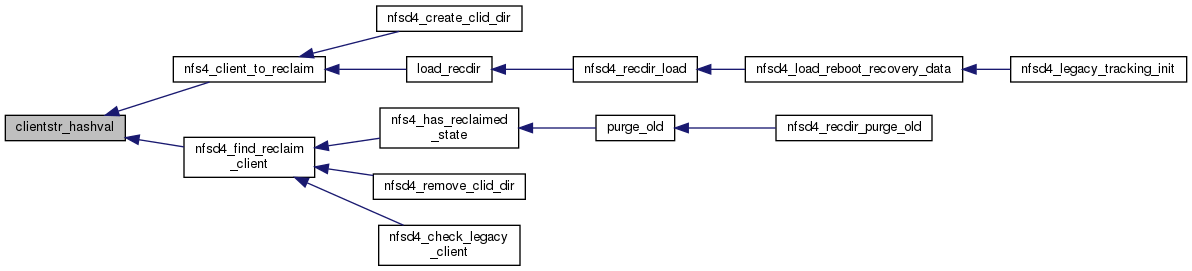 nfsd4_create_clid_dir
nfs4_client_to_reclaim
load_recdir
nfsd4_recdir_load
nfsd4_load_reboot_recovery_data
nfsd4_legacy_tracking_init
clientstr_hashval
nfs4_has_reclaimed
_state
purge_old
nfsd4_recdir_purge_old
nfsd4_find_reclaim
_client
nfsd4_remove_clid_dir
nfsd4_check_legacy
_client